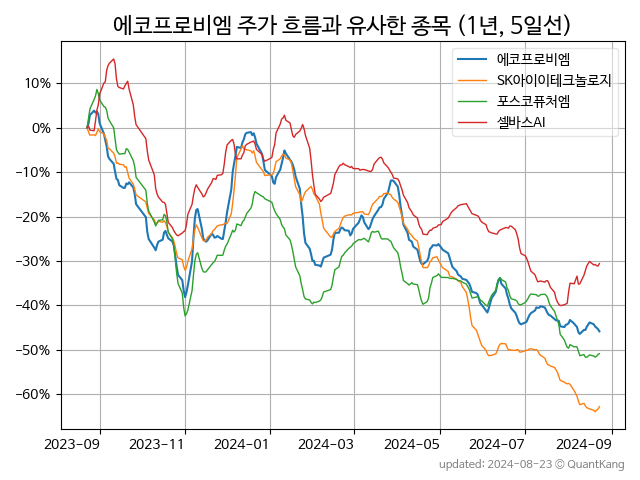 에코프로비엠 주가 흐름과 유사한 종목 (1년, 5일선)
에코프로비엠
SK아이이테크놀로지
포스코퓨처엠
셀바스AI
10%
0%
−10%
−20%
−30%
−40%
−50%
−60%
2023-09
2023-11
2024-01
2024-03
2024-05
2024-07
2024-09
updated: 2024-08-23 © QuantKang